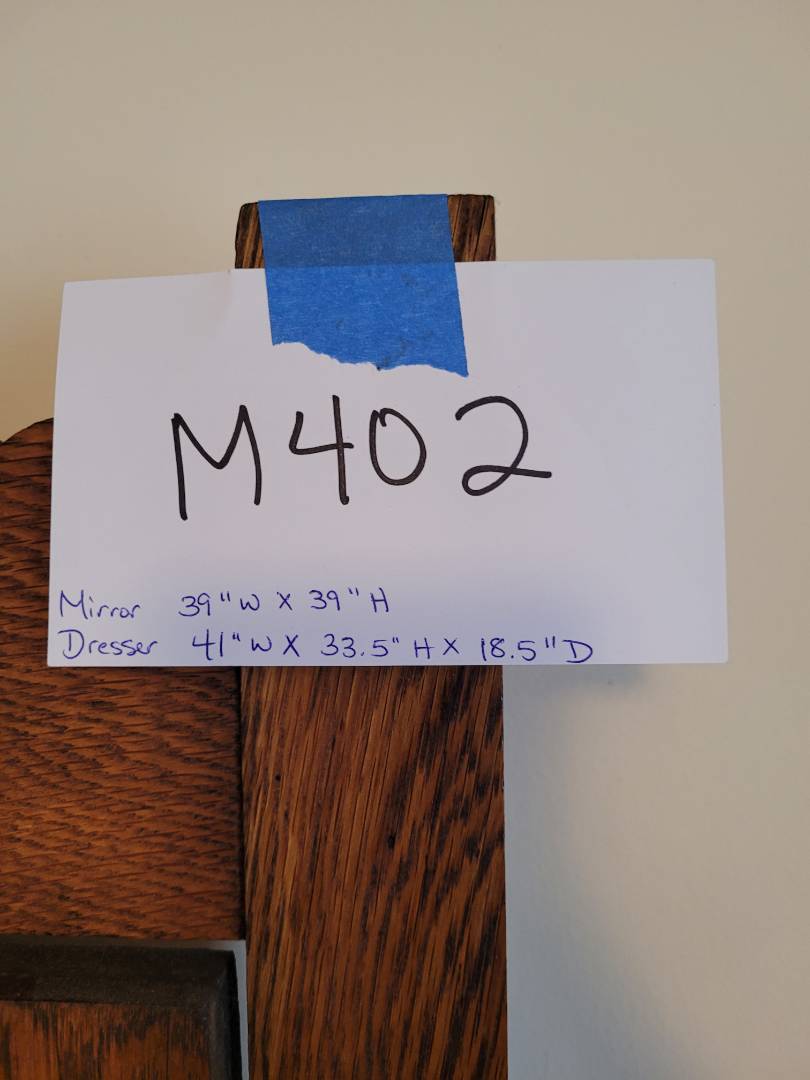 M402
Mirror 39"W X 39"H
Dresser 41"W X 33.5"H X 18.5"D